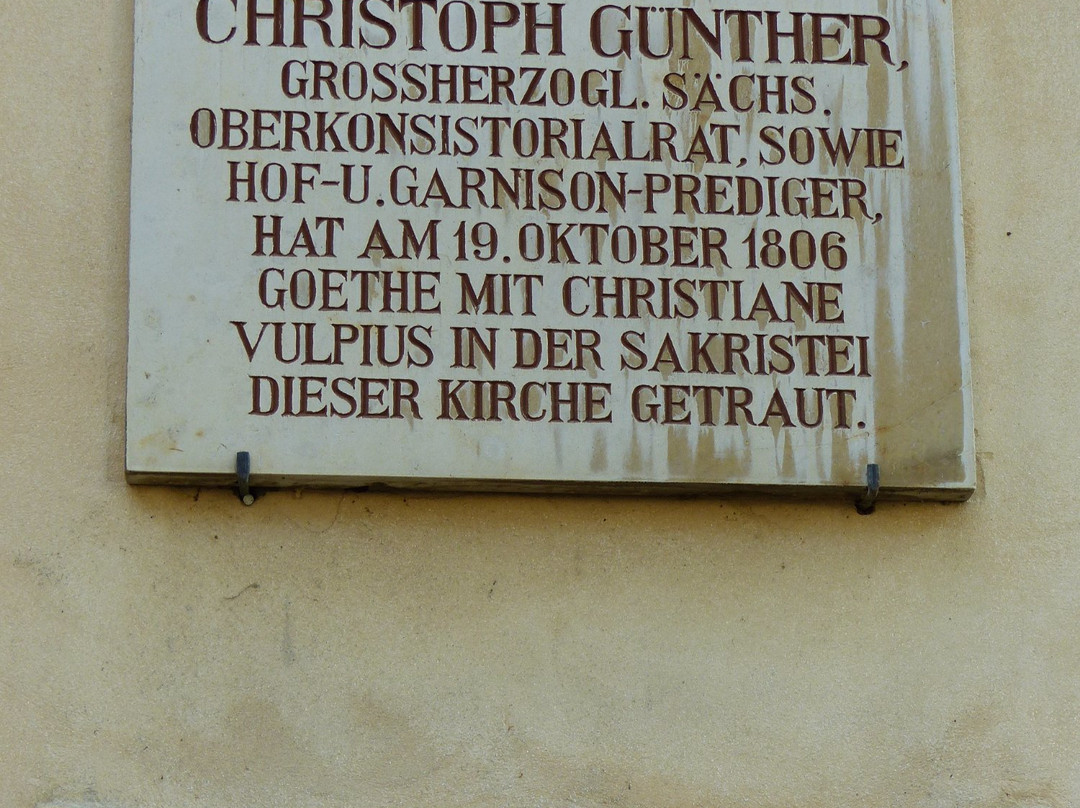 CHRISTOPH GÜNTHER,
GROSSHERZOGL. SÄCHS.
OBERKONSISTORIALRAT, SOWIE
HOF-U. GARNISON-PREDIGER,
HAT AM 19. OKTOBER 1806
GOETHE MIT CHRISTIANE
VULPIUS IN DER SAKRISTEI
DIESER KIRCHE GETRAUT.